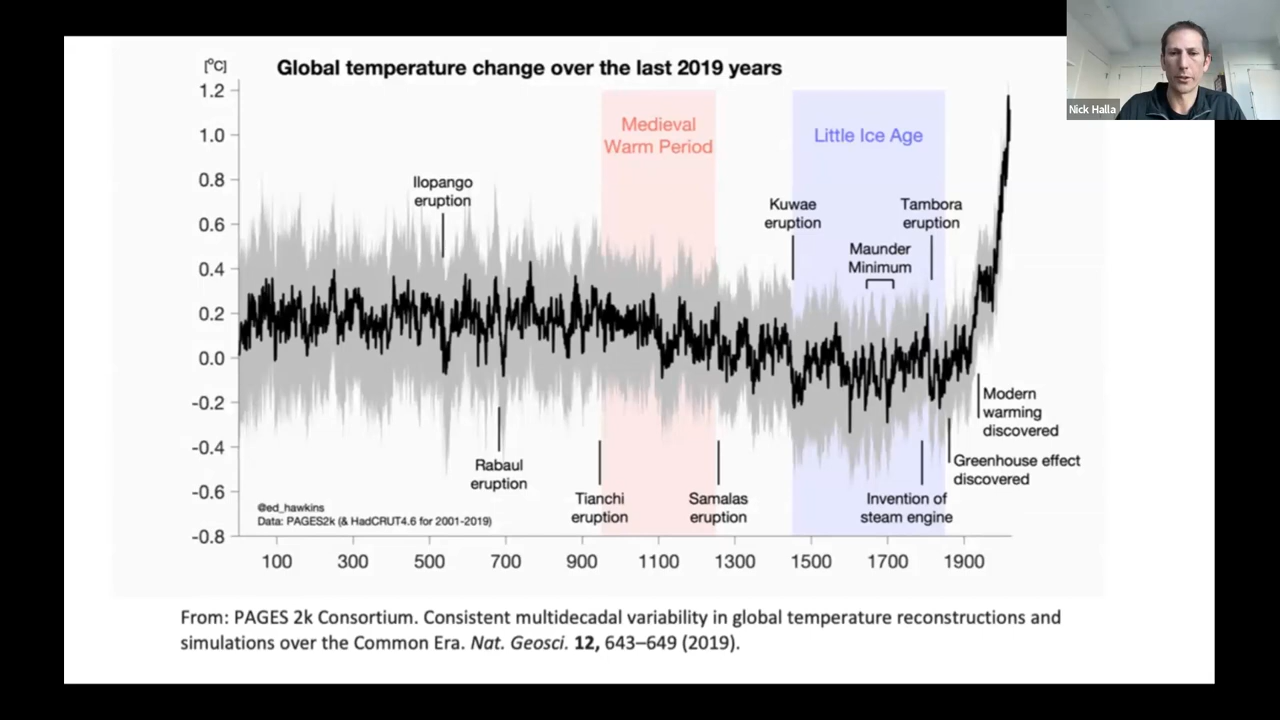 Global temperature change over the last 2019 years
[°C]
1.2
1.0
0.8
0.6
0.4
0.2
0.0
-0.2
-0.4
-0.6
-0.8
Medieval
Warm Period
Little Ice Age
Ilopango
eruption
Kuwae
eruption
Tambora
eruption
Maunder
Minimum
Modern
warming
discovered
Greenhouse effect
discovered
Rabaul
eruption
Tianchi
eruption
Samalas
eruption
Invention of
steam engine
@ed_hawkins
Data: PAGES2k (& HadCRUT4.6 for 2001-2019)
100 300 500 700 900 1100 1300 1500 1700 1900
From: PAGES 2k Consortium. Consistent multidecadal variability in global temperature reconstructions and
simulations over the Common Era. Nat. Geosci. 12, 643–649 (2019).
Nick Halla